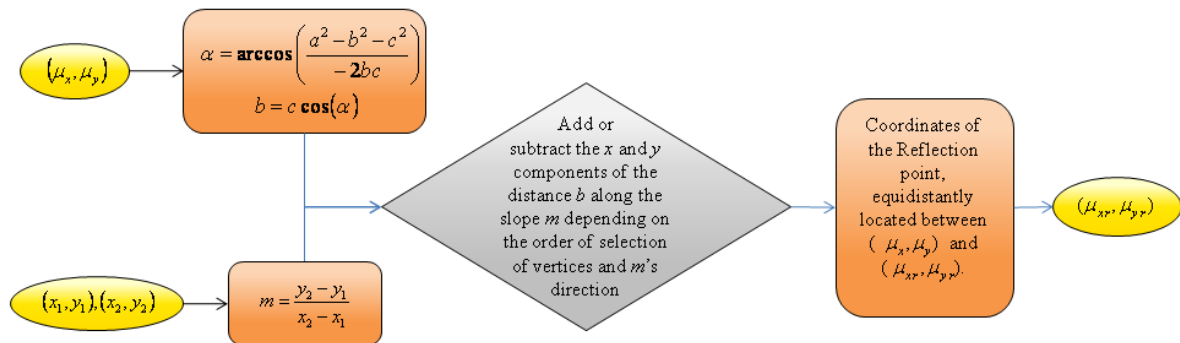 (μx, μy)
α = arccos((a² − b² − c²) / −2bc)
b = c cos(α)
(x₁, y₁),(x₂, y₂)
m = (y₂ − y₁) / (x₂ − x₁)
Add or
subtract the x and y
components of the
distance b along the
slope m depending on
the order of selection
of vertices and m's
direction
Coordinates of
the Reflection
point,
equidistantly
located between
( μx, μy) and
( μxr, μyr).
(μxr, μyr)